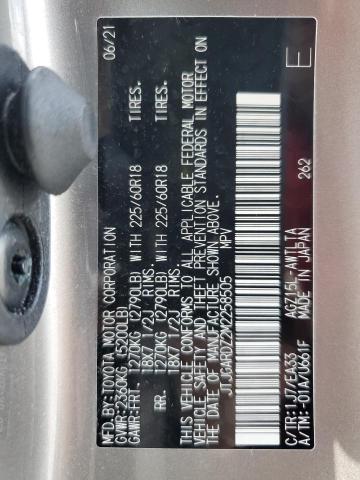 MFD.BY:TOYOTA MOTOR CORPORATION 06/21
GVWR:2360KG (5200LB)
GAWR:FRT. 1270KG (2790LB) WITH 225/60R18 TIRES.
18X7 1/2J RIMS.
RR. 1270KG (2790LB) WITH 225/60R18 TIRES.
18X7 1/2J RIMS.
THIS VEHICLE CONFORMS TO ALL APPLICABLE FEDERAL MOTOR
VEHICLE SAFETY AND THEFT PREVENTION STANDARDS IN EFFECT ON
THE DATE OF MANUFACTURE SHOWN ABOVE.
MPV E
C/TR:1J7/EA33 AGZ15L-AWTLTA 262
A/TM:-01A/U661F MADE IN JAPAN